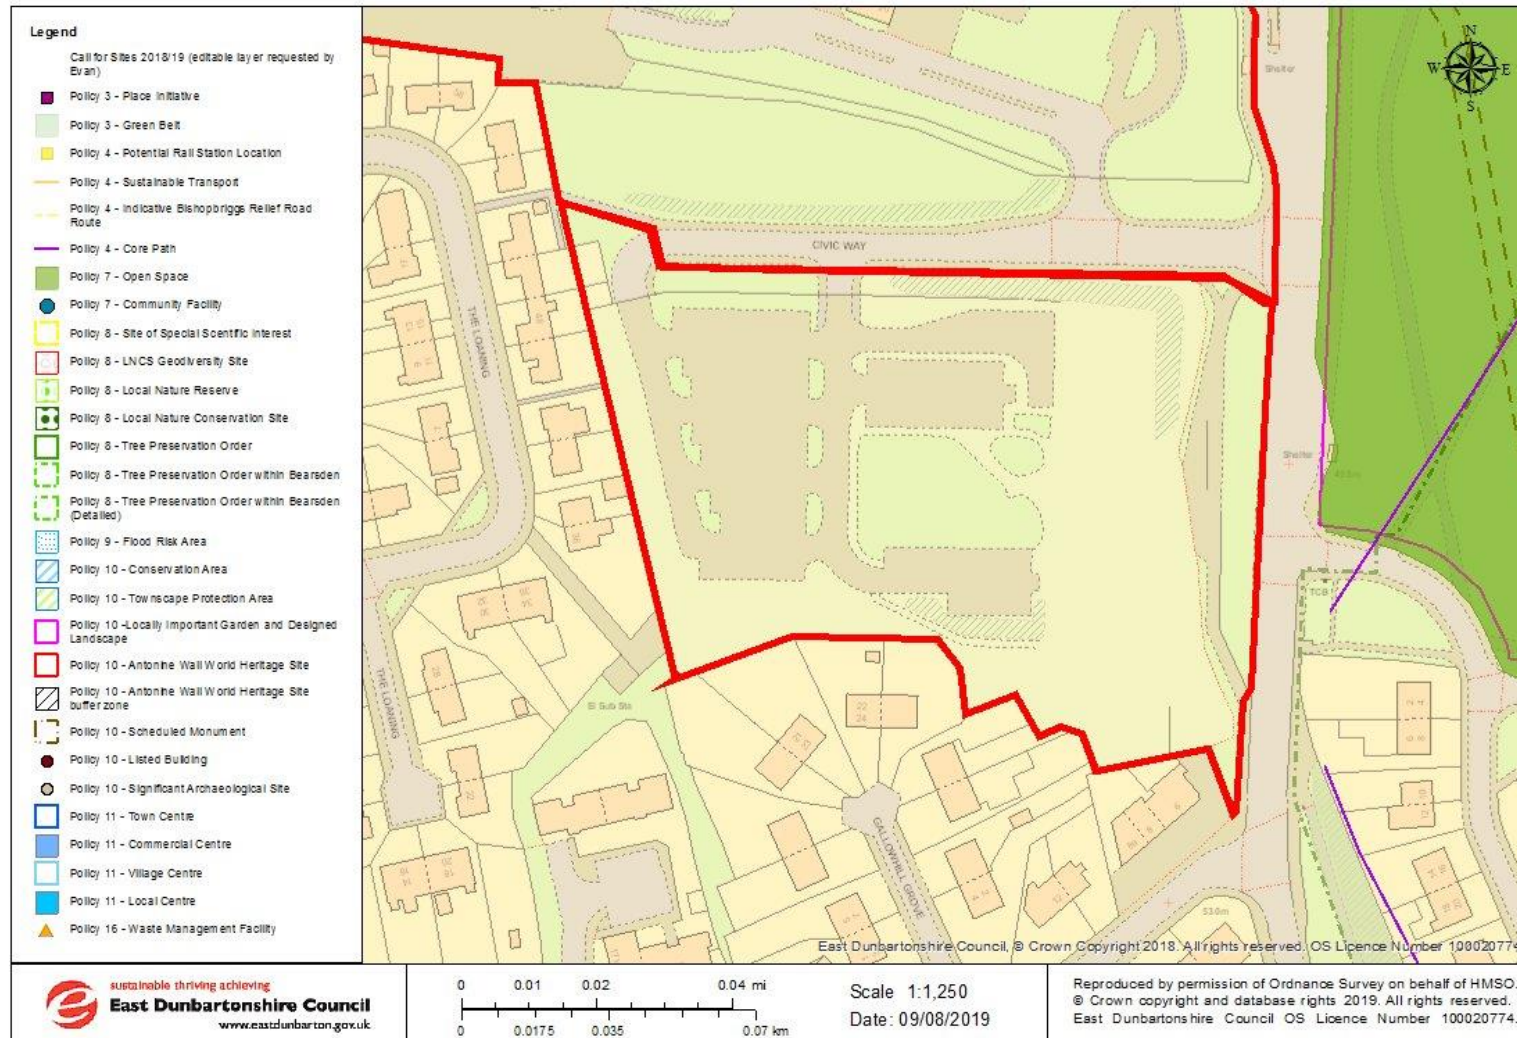 Legend
Call for Sites 2018/19 (editable layer requested by
Evan)
Policy 3 - Place Initiative
Policy 3 - Green Belt
Policy 4 - Potential Rail Station Location
Policy 4 - Sustainable Transport
Policy 4 - Indicative Bishopbriggs Relief Road
Route
Policy 4 - Core Path
Policy 7 - Open Space
Policy 7 - Community Facility
Policy 8 - Site of Special Scientific Interest
Policy 8 - LNCS Geodiversity Site
Policy 8 - Local Nature Reserve
Policy 8 - Local Nature Conservation Site
Policy 8 - Tree Preservation Order
Policy 8 - Tree Preservation Order within Bearsden
Policy 8 - Tree Preservation Order within Bearsden
(Detailed)
Policy 9 - Flood Risk Area
Policy 10 - Conservation Area
Policy 10 - Townscape Protection Area
Policy 10 -Locally Important Garden and Designed
Landscape
Policy 10 - Antonine Wall World Heritage Site
Policy 10 - Antonine Wall World Heritage Site
buffer zone
Policy 10 - Scheduled Monument
Policy 10 - Listed Building
Policy 10 - Significant Archaeological Site
Policy 11 - Town Centre
Policy 11 - Commercial Centre
Policy 11 - Village Centre
Policy 11 - Local Centre
Policy 16 - Waste Management Facility
N
W E
S
Shelter
CIVIC WAY
THE LOANING
Shelter
TCB
THE LOANING
El Sub Sta
22
24
GALLOWHILL GROVE
530m
East Dunbartonshire Council, © Crown Copyright 2018. All rights reserved. OS Licence Number 100020774
sustainable thriving achieving
East Dunbartonshire Council
www.eastdunbarton.gov.uk
0 0.01 0.02 0.04 mi
0 0.0175 0.035 0.07 km
Scale 1:1,250
Date: 09/08/2019
Reproduced by permission of Ordnance Survey on behalf of HMSO.
© Crown copyright and database rights 2019. All rights reserved.
East Dunbartonshire Council OS Licence Number 100020774.